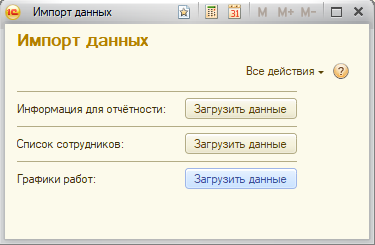 Импорт данных
31
M M+ M-
Импорт данных
Все действия
?
Информация для отчётности: Загрузить данные
Список сотрудников: Загрузить данные
Графики работ: Загрузить данные